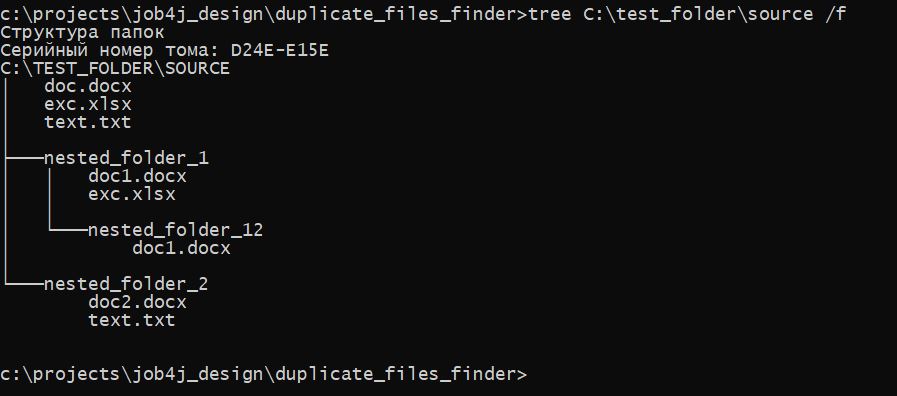 c:\projects\job4j_design\duplicate_files_finder>tree C:\test_folder\source /f
Структура папок
Серийный номер тома: D24E-E15E
C:\TEST_FOLDER\SOURCE
│   doc.docx
│   exc.xlsx
│   text.txt
│
├───nested_folder_1
│   │   doc1.docx
│   │   exc.xlsx
│   │
│   └───nested_folder_12
│           doc1.docx
│
└───nested_folder_2
        doc2.docx
        text.txt
c:\projects\job4j_design\duplicate_files_finder>